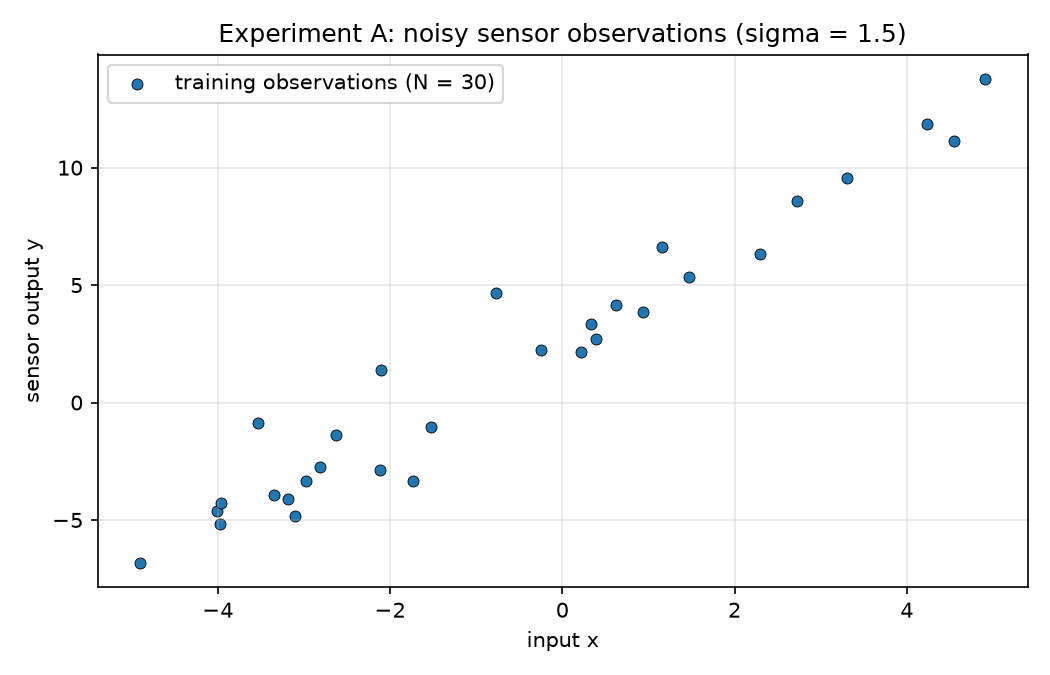 Experiment A: noisy sensor observations (sigma = 1.5)
training observations (N = 30)
sensor output y
10
5
0
−5
−4
−2
0
2
4
input x